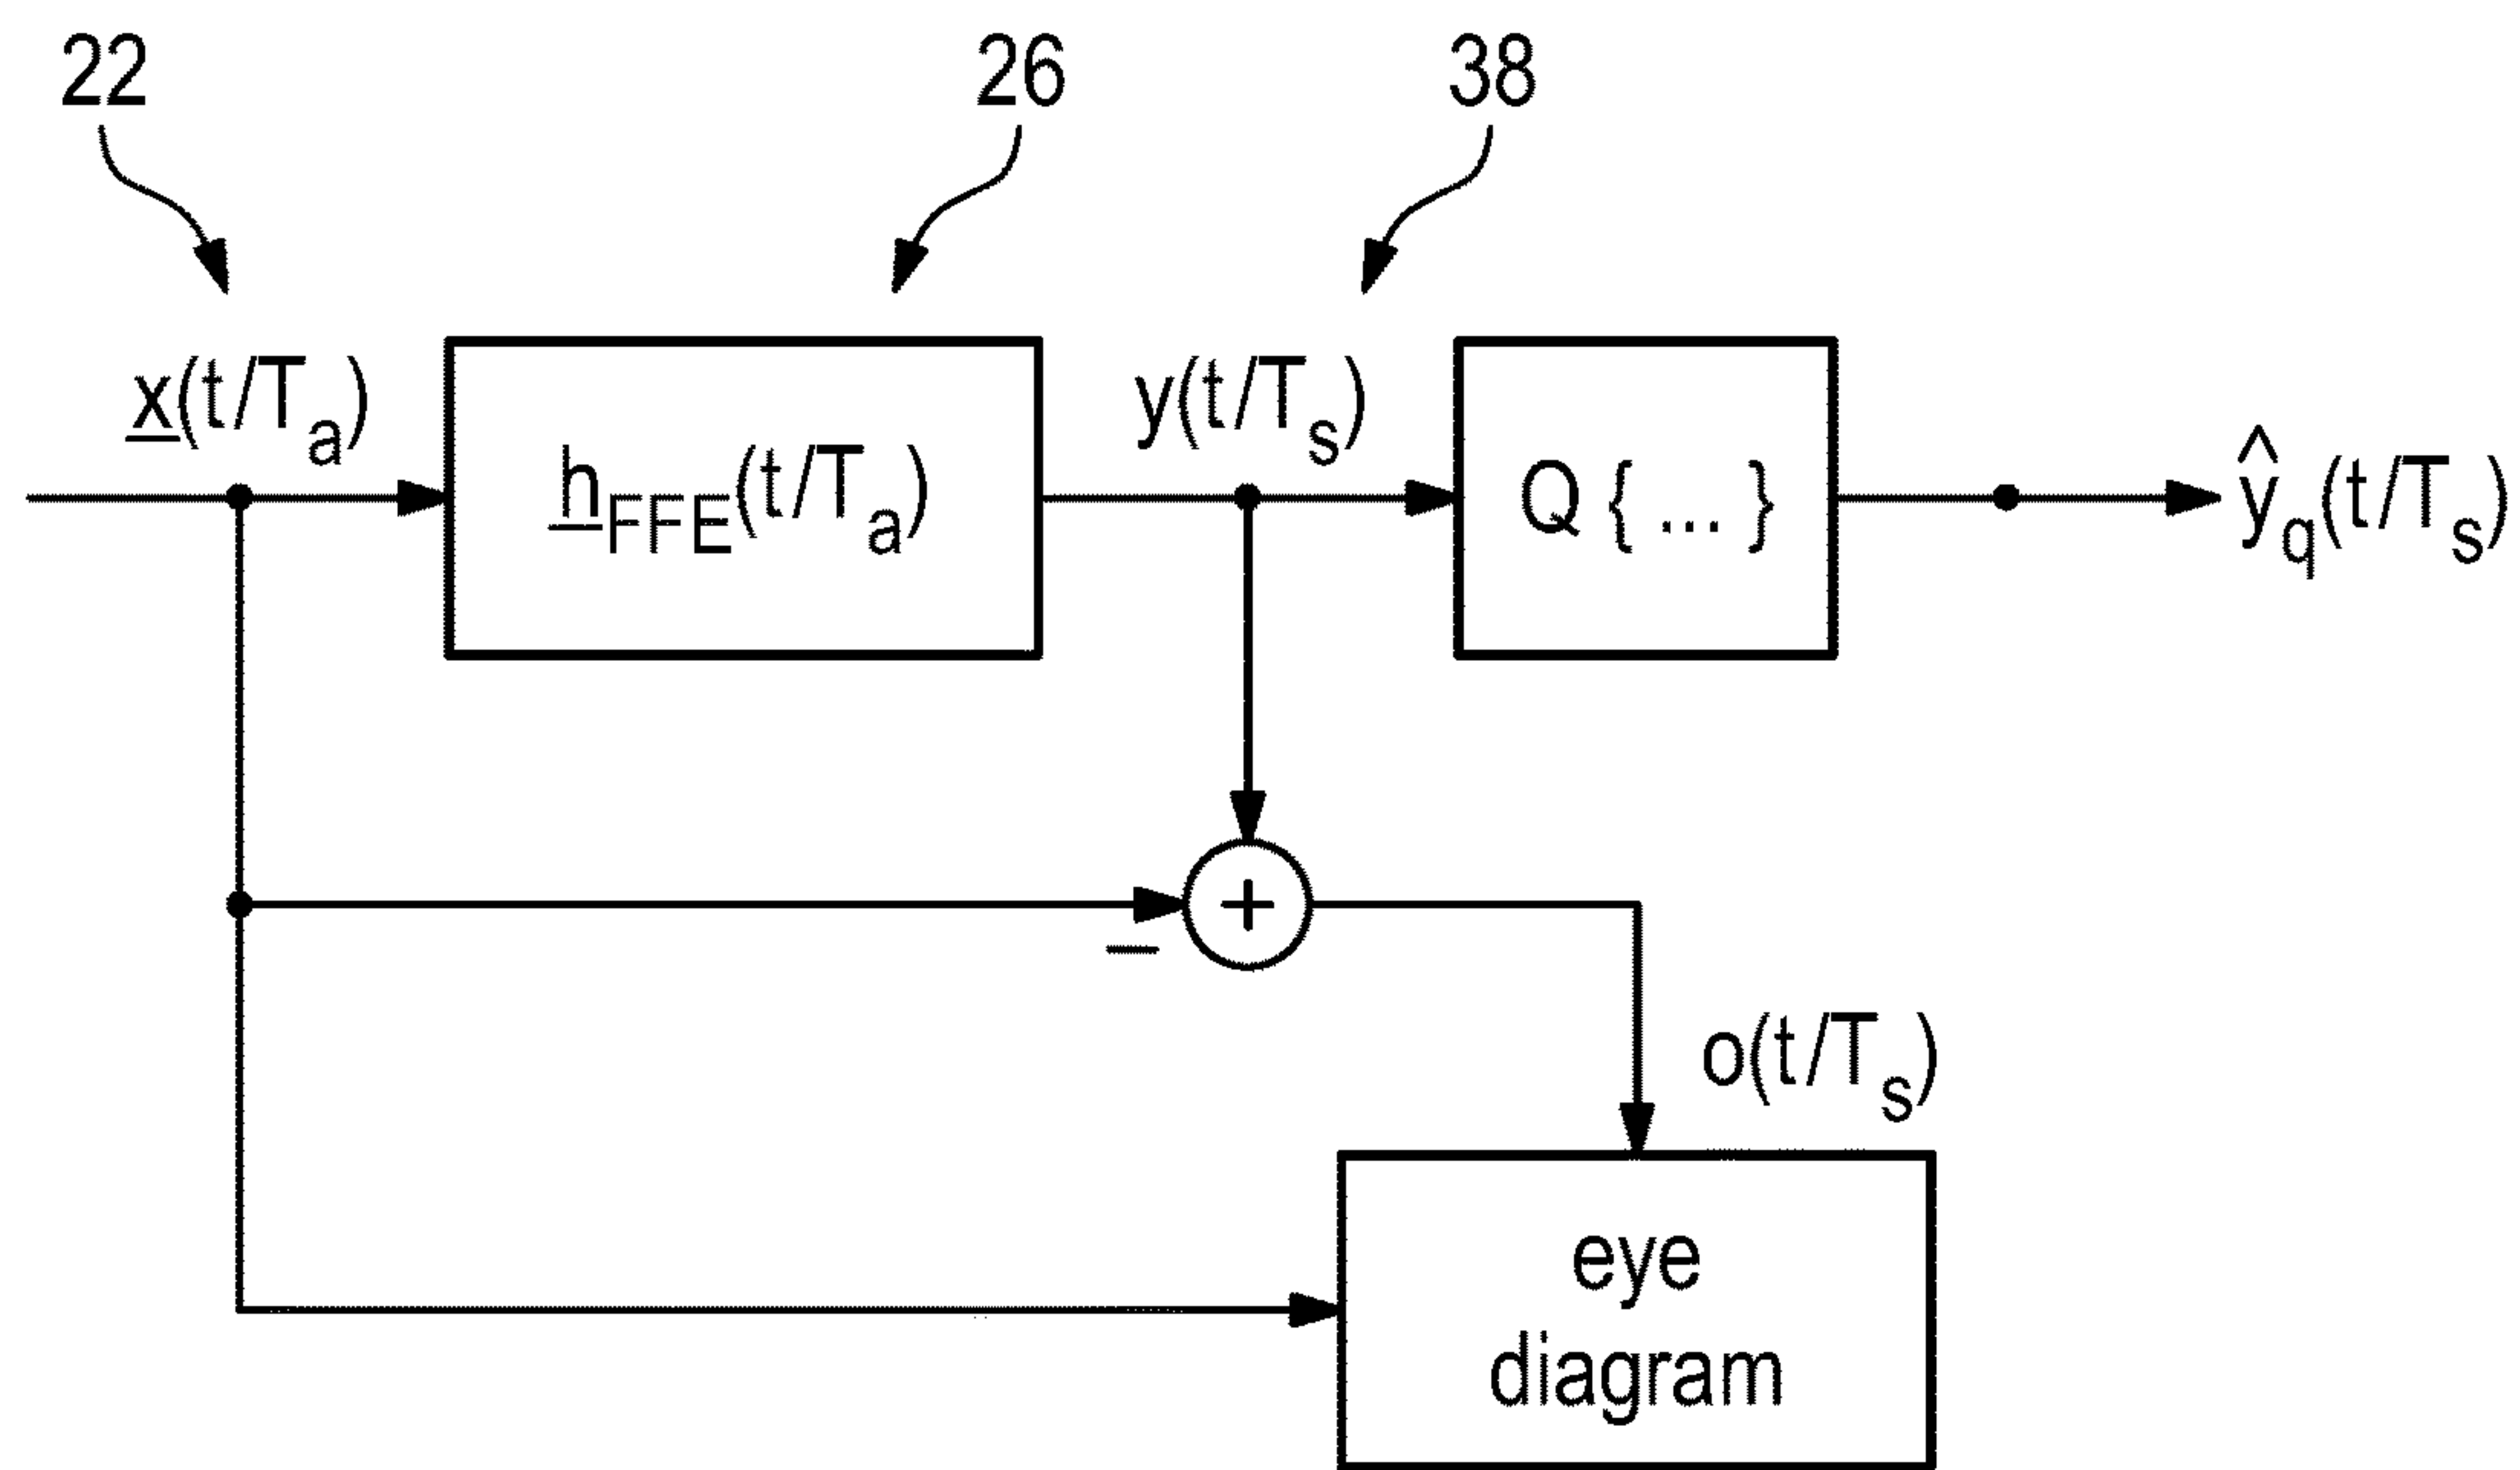 22
26
38
x(t/Ta)
hFFE(t/Ta)
y(t/Ts)
Q { ... }
ŷq(t/Ts)
+
−
o(t/Ts)
eye
diagram